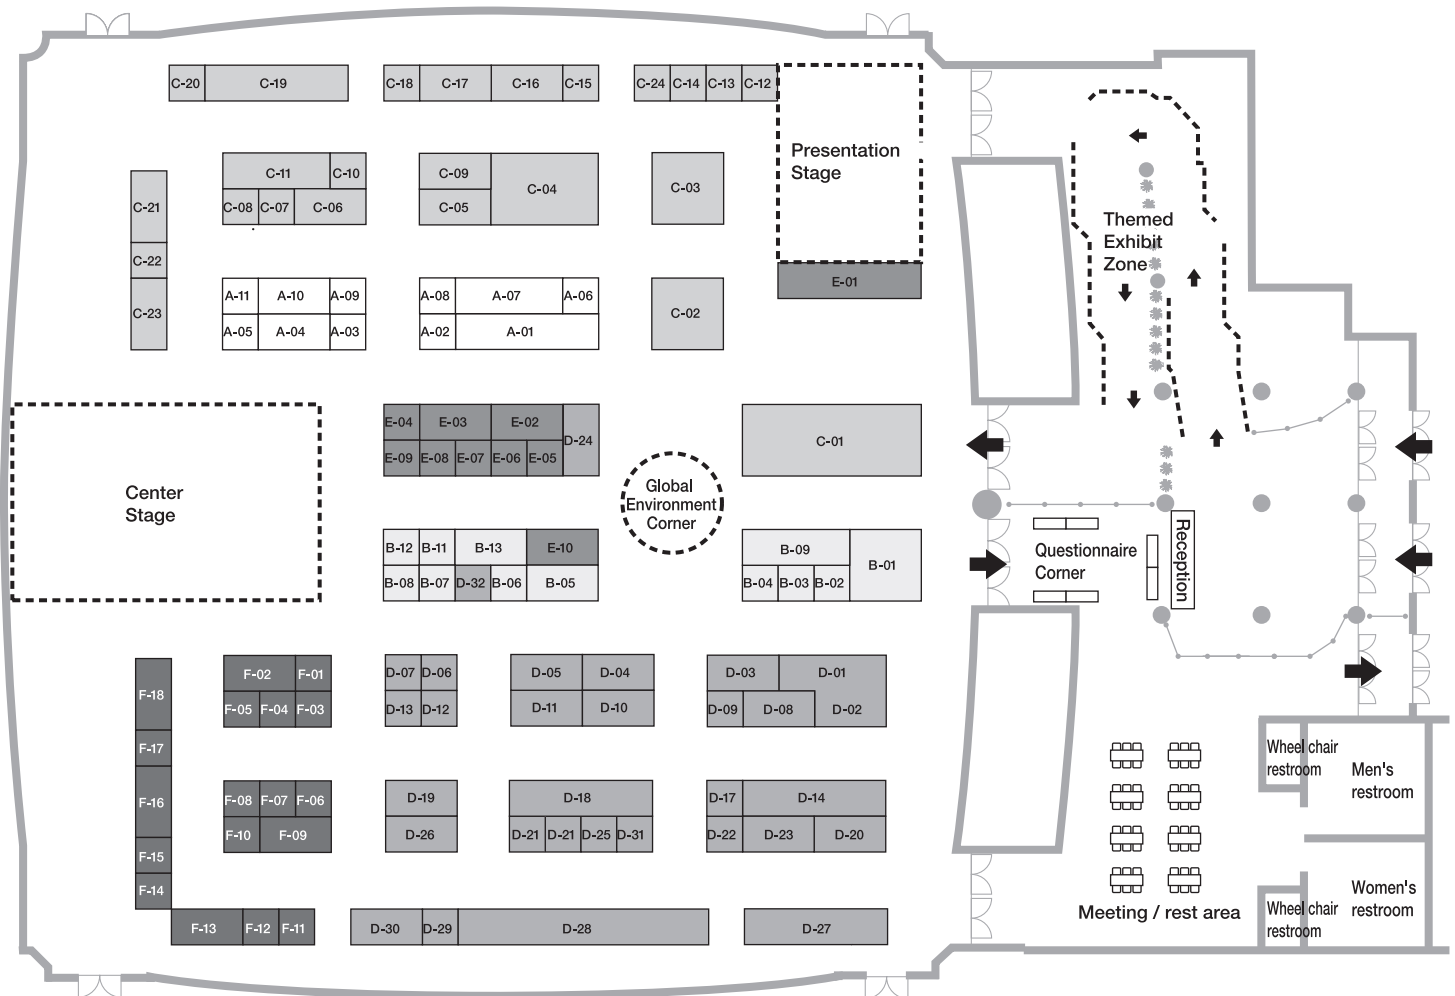 C-20
C-19
C-18
C-17
C-16
C-15
C-24
C-14
C-13
C-12
Presentation
Stage
C-11
C-10
C-08
C-07
C-06
C-09
C-05
C-04
C-03
C-21
C-22
C-23
Themed
Exhibit
Zone
E-01
A-11
A-10
A-09
A-05
A-04
A-03
A-08
A-07
A-06
A-02
A-01
C-02
Center
Stage
E-04
E-03
E-02
D-24
E-09
E-08
E-07
E-06
E-05
C-01
Global
Environment
Corner
B-12
B-11
B-13
E-10
B-08
B-07
D-32
B-06
B-05
B-09
B-01
B-04
B-03
B-02
Questionnaire
Corner
Reception
F-18
F-17
F-16
F-15
F-14
F-02
F-01
F-05
F-04
F-03
D-07
D-06
D-13
D-12
D-05
D-04
D-11
D-10
D-03
D-01
D-09
D-08
D-02
F-08
F-07
F-06
F-10
F-09
D-19
D-26
D-18
D-21
D-21
D-25
D-31
D-17
D-14
D-22
D-23
D-20
F-13
F-12
F-11
D-30
D-29
D-28
D-27
Meeting / rest area
Wheel chair
restroom
Men's
restroom
Wheel chair
restroom
Women's
restroom